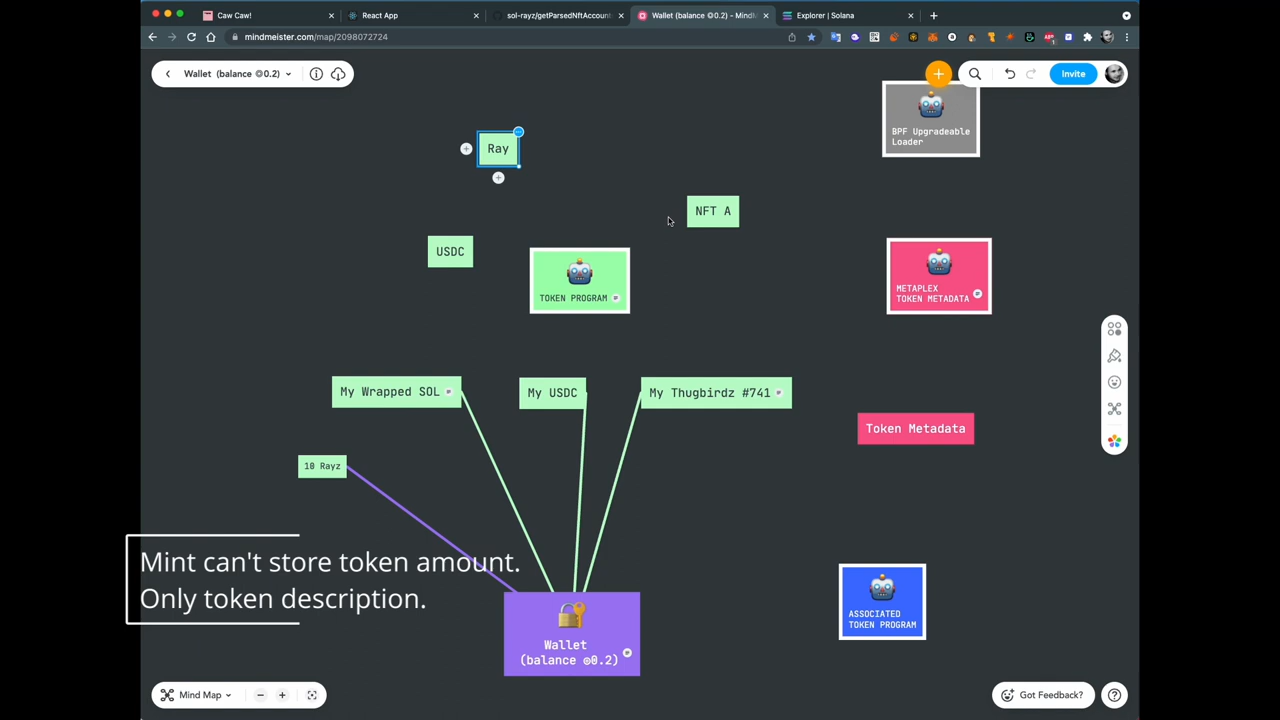 Caw Caw!
React App
sol-rayz/getParsedNftAccount
Wallet (balance ◎0.2) - MindM
Explorer | Solana
mindmeister.com/map/2098072724
Wallet (balance ◎0.2)
Invite
BPF Upgradeable
Loader
Ray
NFT A
USDC
TOKEN PROGRAM
METAPLEX
TOKEN METADATA
My Wrapped SOL
My USDC
My Thugbirdz #741
Token Metadata
10 Rayz
Mint can't store token amount.
Only token description.
ASSOCIATED
TOKEN PROGRAM
Wallet
(balance ◎0.2)
Mind Map
Got Feedback?